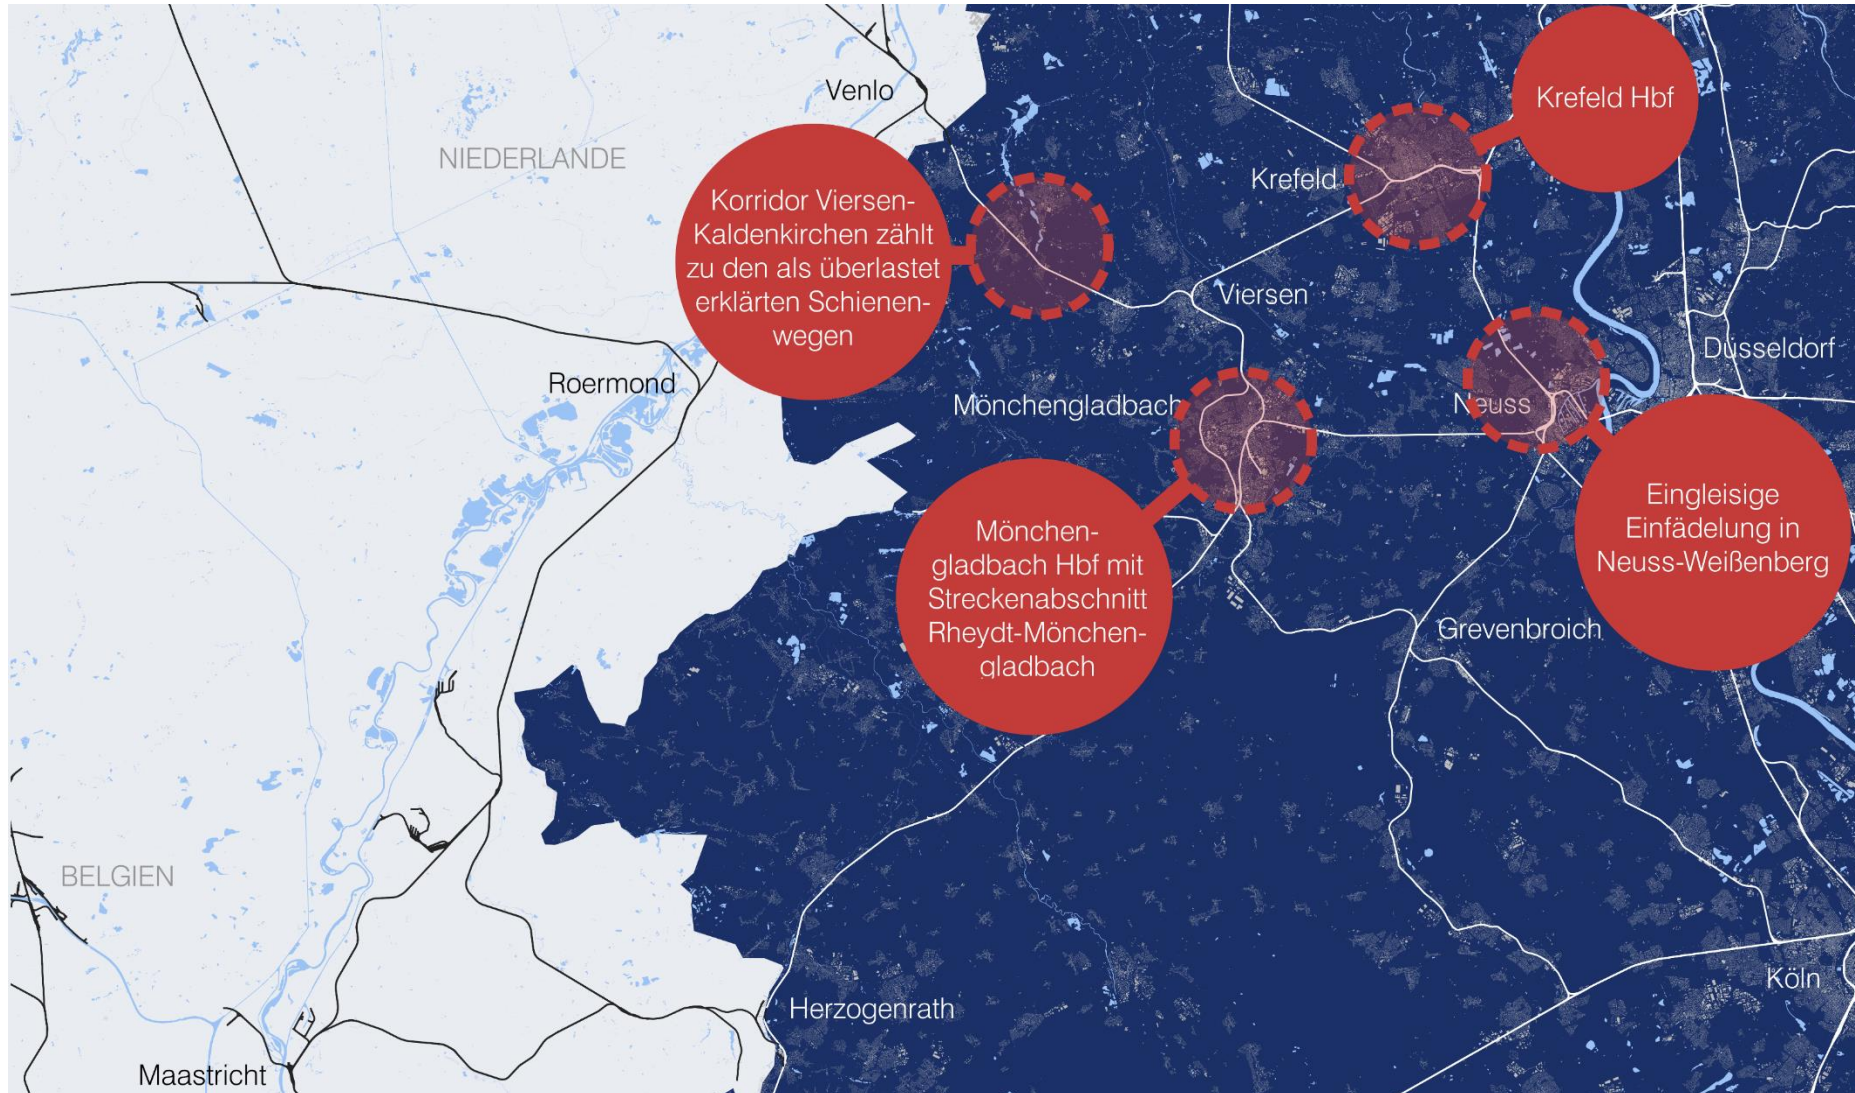 Venlo
Krefeld Hbf
NIEDERLANDE
Krefeld
Korridor Viersen-
Kaldenkirchen zählt
zu den als überlastet
erklärten Schienen-
wegen
Viersen
Düsseldorf
Roermond
Mönchengladbach
Neuss
Eingleisige
Einfädelung in
Neuss-Weißenberg
Mönchen-
gladbach Hbf mit
Streckenabschnitt
Rheydt-Mönchen-
gladbach
Grevenbroich
BELGIEN
Köln
Herzogenrath
Maastricht